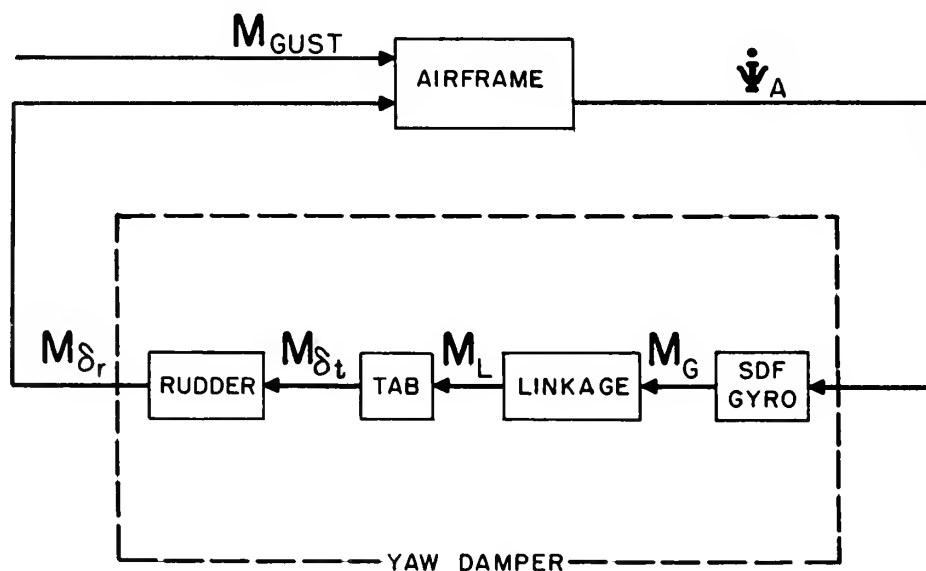 M_GUST
AIRFRAME
Ψ̇_A
M_δr
RUDDER
M_δt
TAB
M_L
LINKAGE
M_G
SDF
GYRO
YAW DAMPER